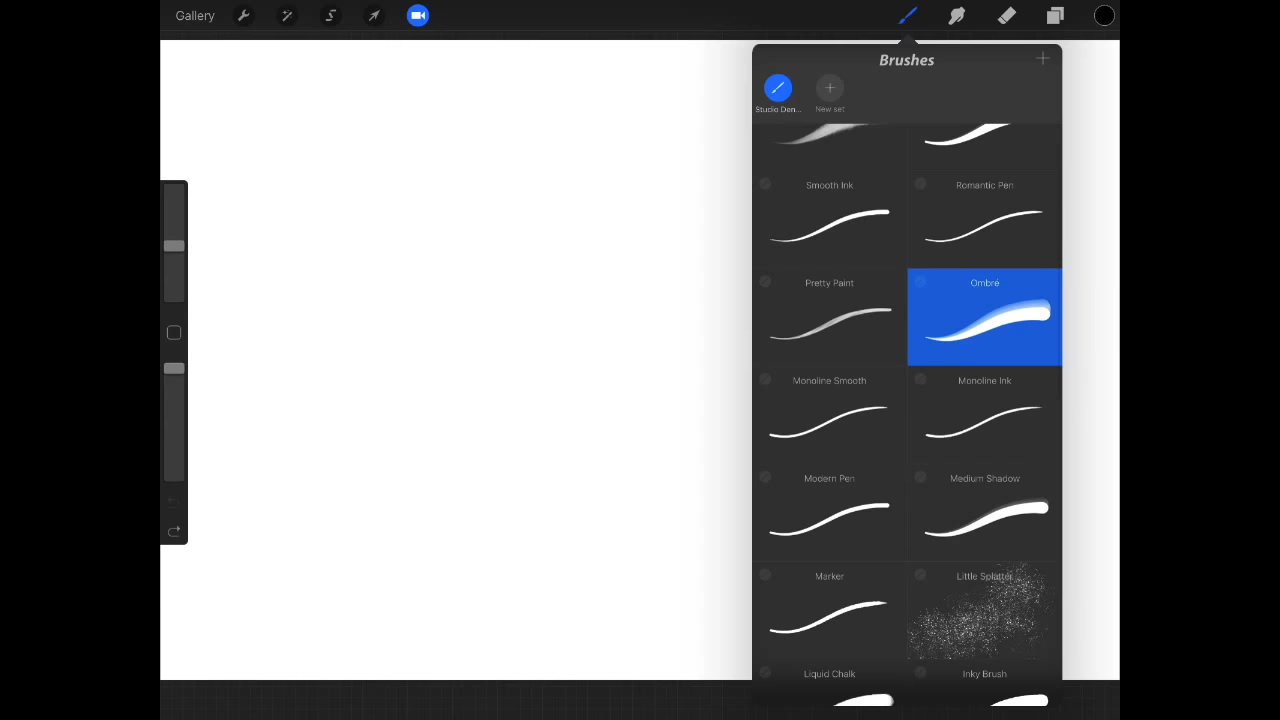 Gallery
Brushes
Studio Den...
New set
Smooth Ink
Romantic Pen
Pretty Paint
Ombré
Monoline Smooth
Monoline Ink
Modern Pen
Medium Shadow
Marker
Little Splatter
Liquid Chalk
Inky Brush